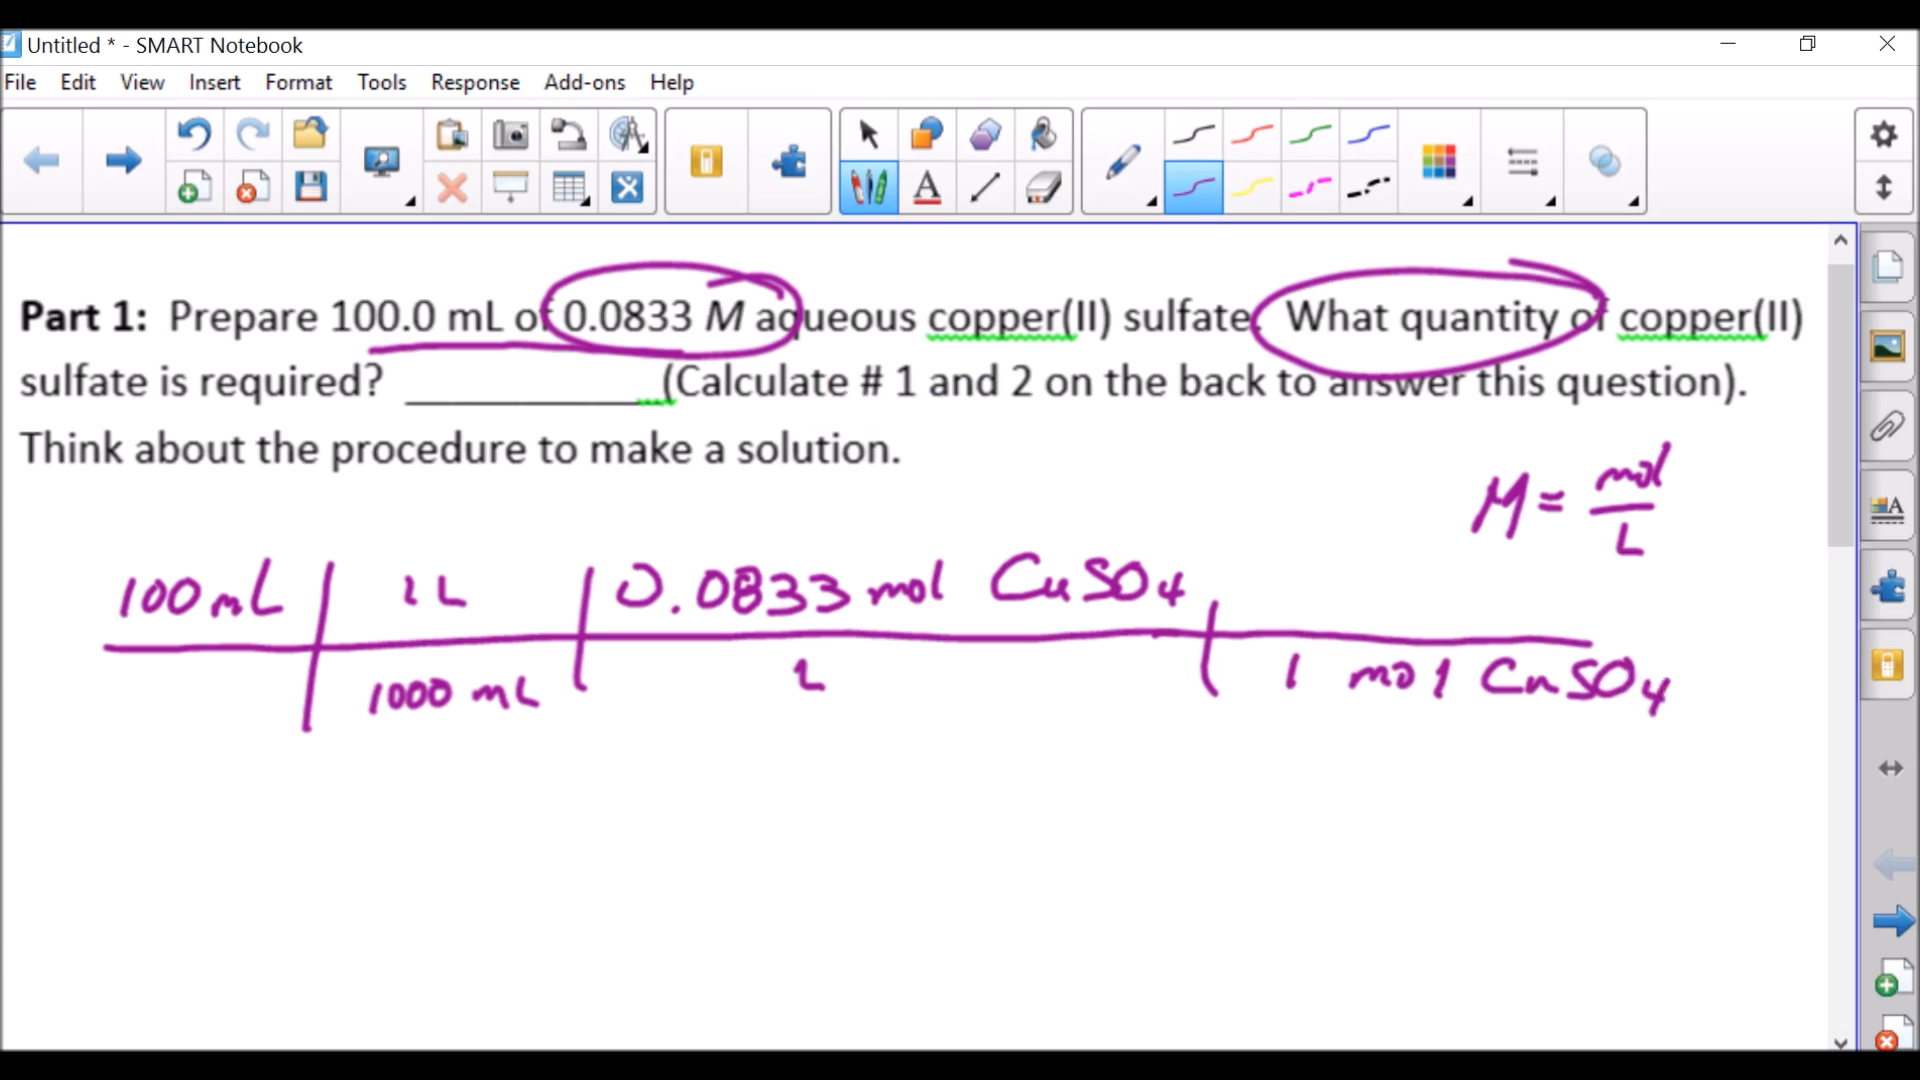 Untitled * - SMART Notebook
File Edit View Insert Format Tools Response Add-ons Help
Part 1: Prepare 100.0 mL of 0.0833 M aqueous copper(II) sulfate. What quantity of copper(II)
sulfate is required? ____________ (Calculate # 1 and 2 on the back to answer this question).
Think about the procedure to make a solution.
M = mol
L
100 mL 1 L 0.0833 mol CuSO4
1000 mL L 1 mol CuSO4